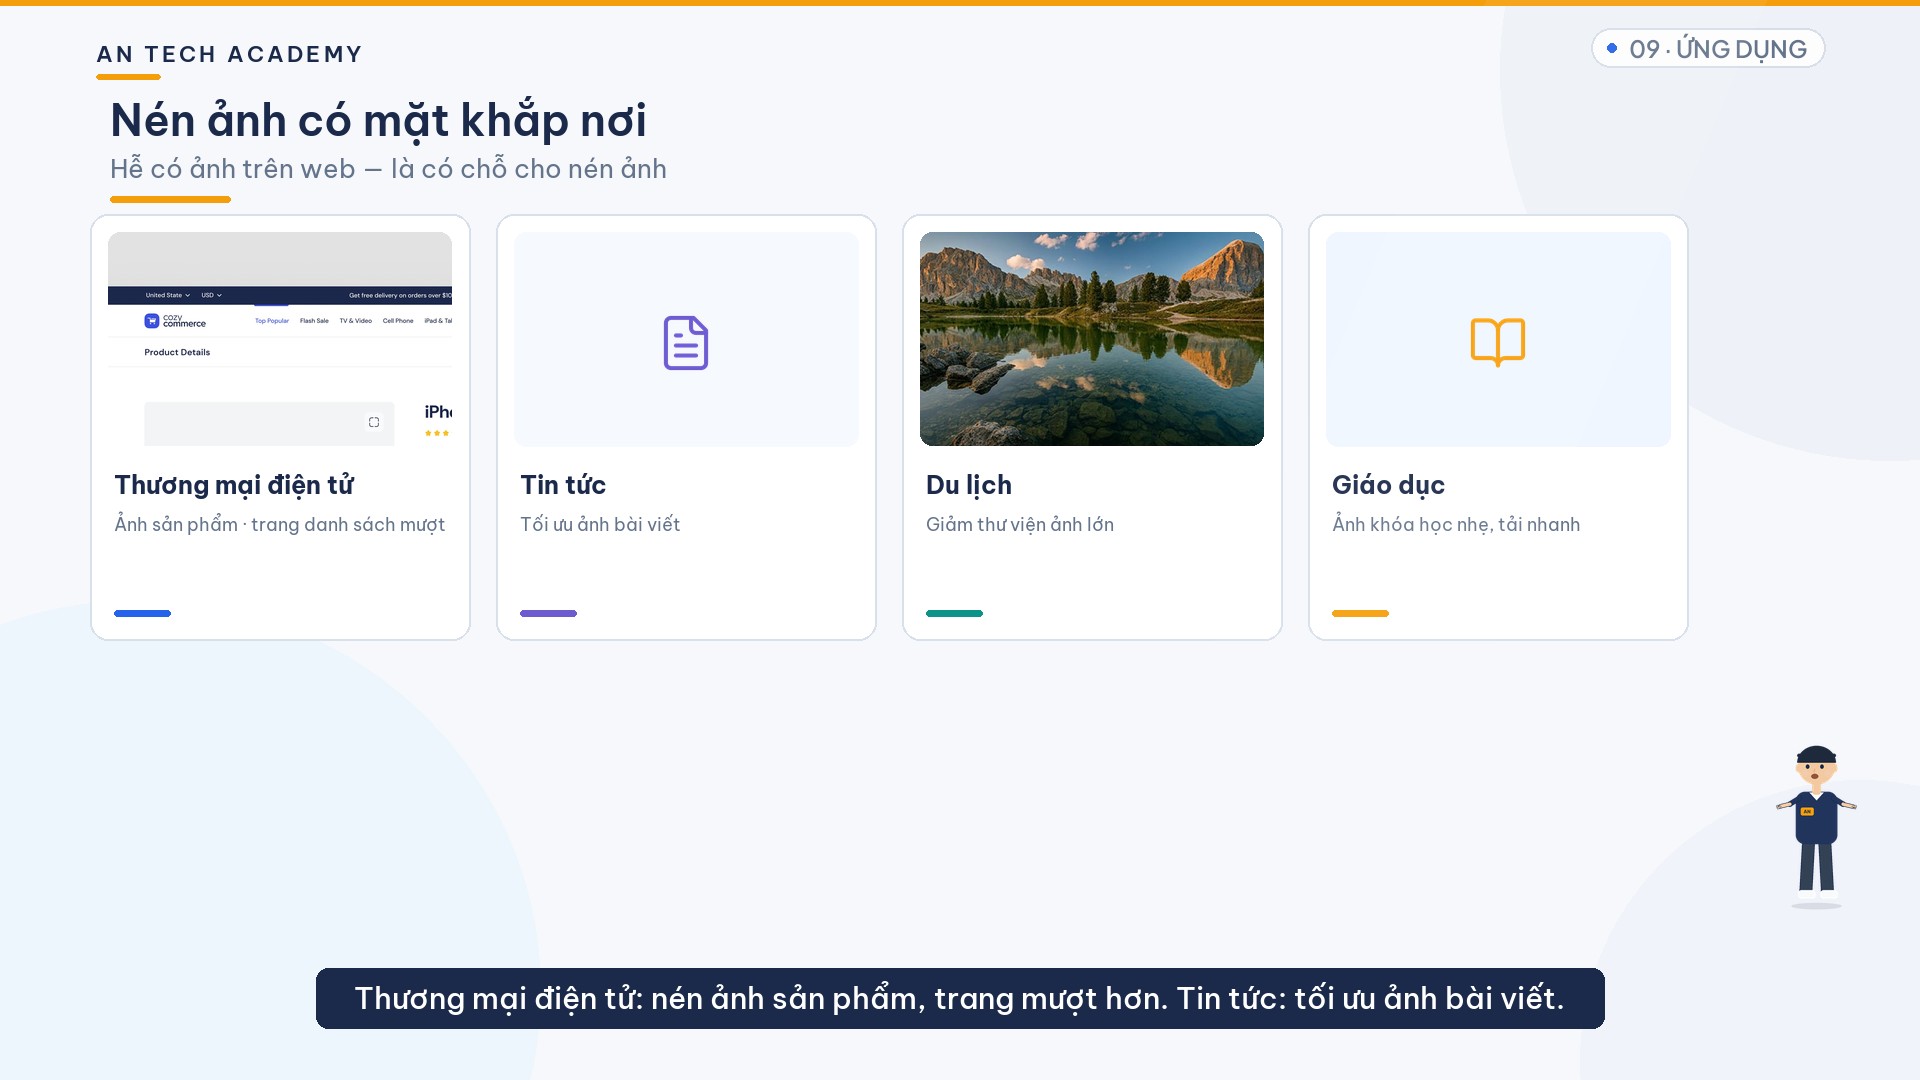 AN TECH ACADEMY
09 · ỨNG DỤNG
Nén ảnh có mặt khắp nơi
Hễ có ảnh trên web — là có chỗ cho nén ảnh
United State USD Get free delivery on orders over $10
cozy commerce
Top Popular Flash Sale TV & Video Cell Phone iPad & Tal
Product Details
iPho
Thương mại điện tử
Ảnh sản phẩm · trang danh sách mượt
Tin tức
Tối ưu ảnh bài viết
Du lịch
Giảm thư viện ảnh lớn
Giáo dục
Ảnh khóa học nhẹ, tải nhanh
AN
Thương mại điện tử: nén ảnh sản phẩm, trang mượt hơn. Tin tức: tối ưu ảnh bài viết.